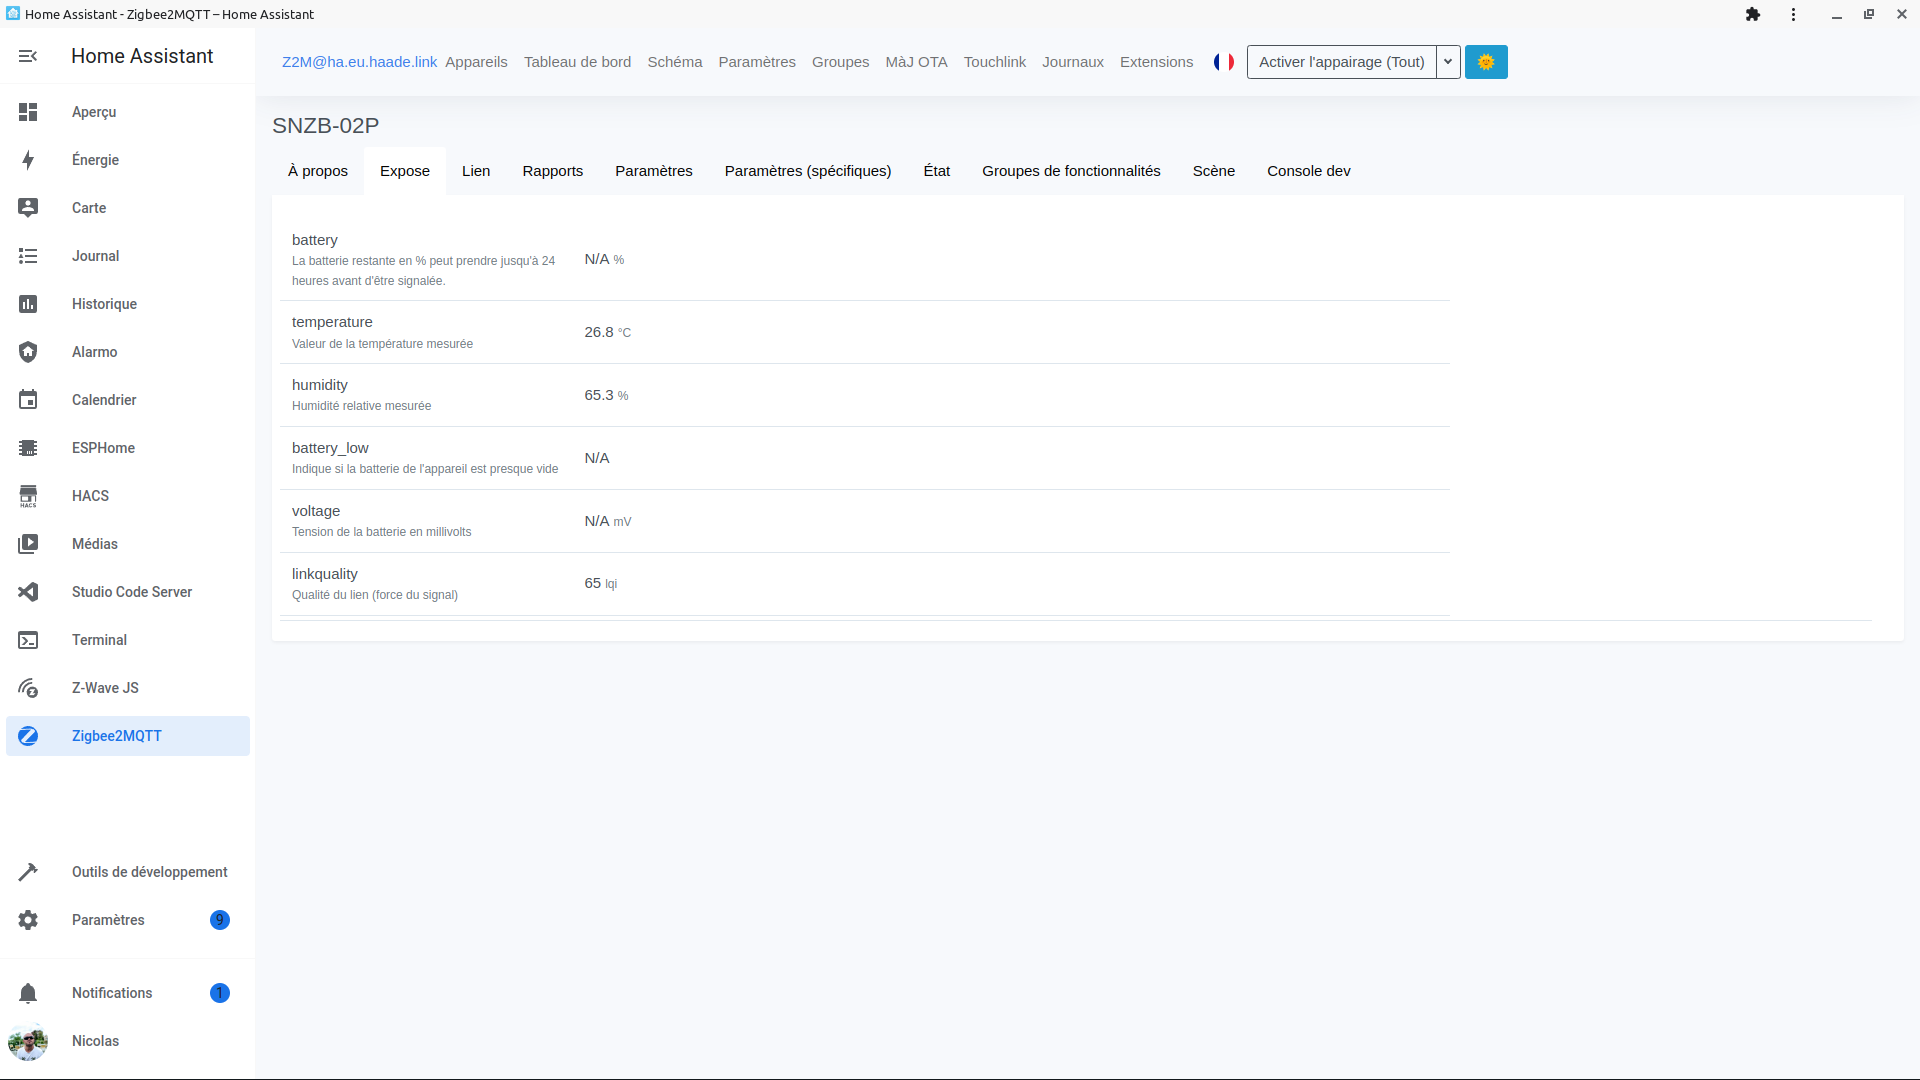 Home Assistant - Zigbee2MQTT – Home Assistant
Home Assistant
Aperçu
Énergie
Carte
Journal
Historique
Alarmo
Calendrier
ESPHome
HACS
HACS
Médias
Studio Code Server
Terminal
Z-Wave JS
Zigbee2MQTT
Outils de développement
Paramètres 9
Notifications 1
Nicolas
Z2M@ha.eu.haade.link Appareils Tableau de bord Schéma Paramètres Groupes MàJ OTA Touchlink Journaux Extensions Activer l'appairage (Tout)
SNZB-02P
À propos Expose Lien Rapports Paramètres Paramètres (spécifiques) État Groupes de fonctionnalités Scène Console dev
battery
La batterie restante en % peut prendre jusqu'à 24
heures avant d'être signalée.
N/A %
temperature
Valeur de la température mesurée
26.8 °C
humidity
Humidité relative mesurée
65.3 %
battery_low
Indique si la batterie de l'appareil est presque vide
N/A
voltage
Tension de la batterie en millivolts
N/A mV
linkquality
Qualité du lien (force du signal)
65 lqi